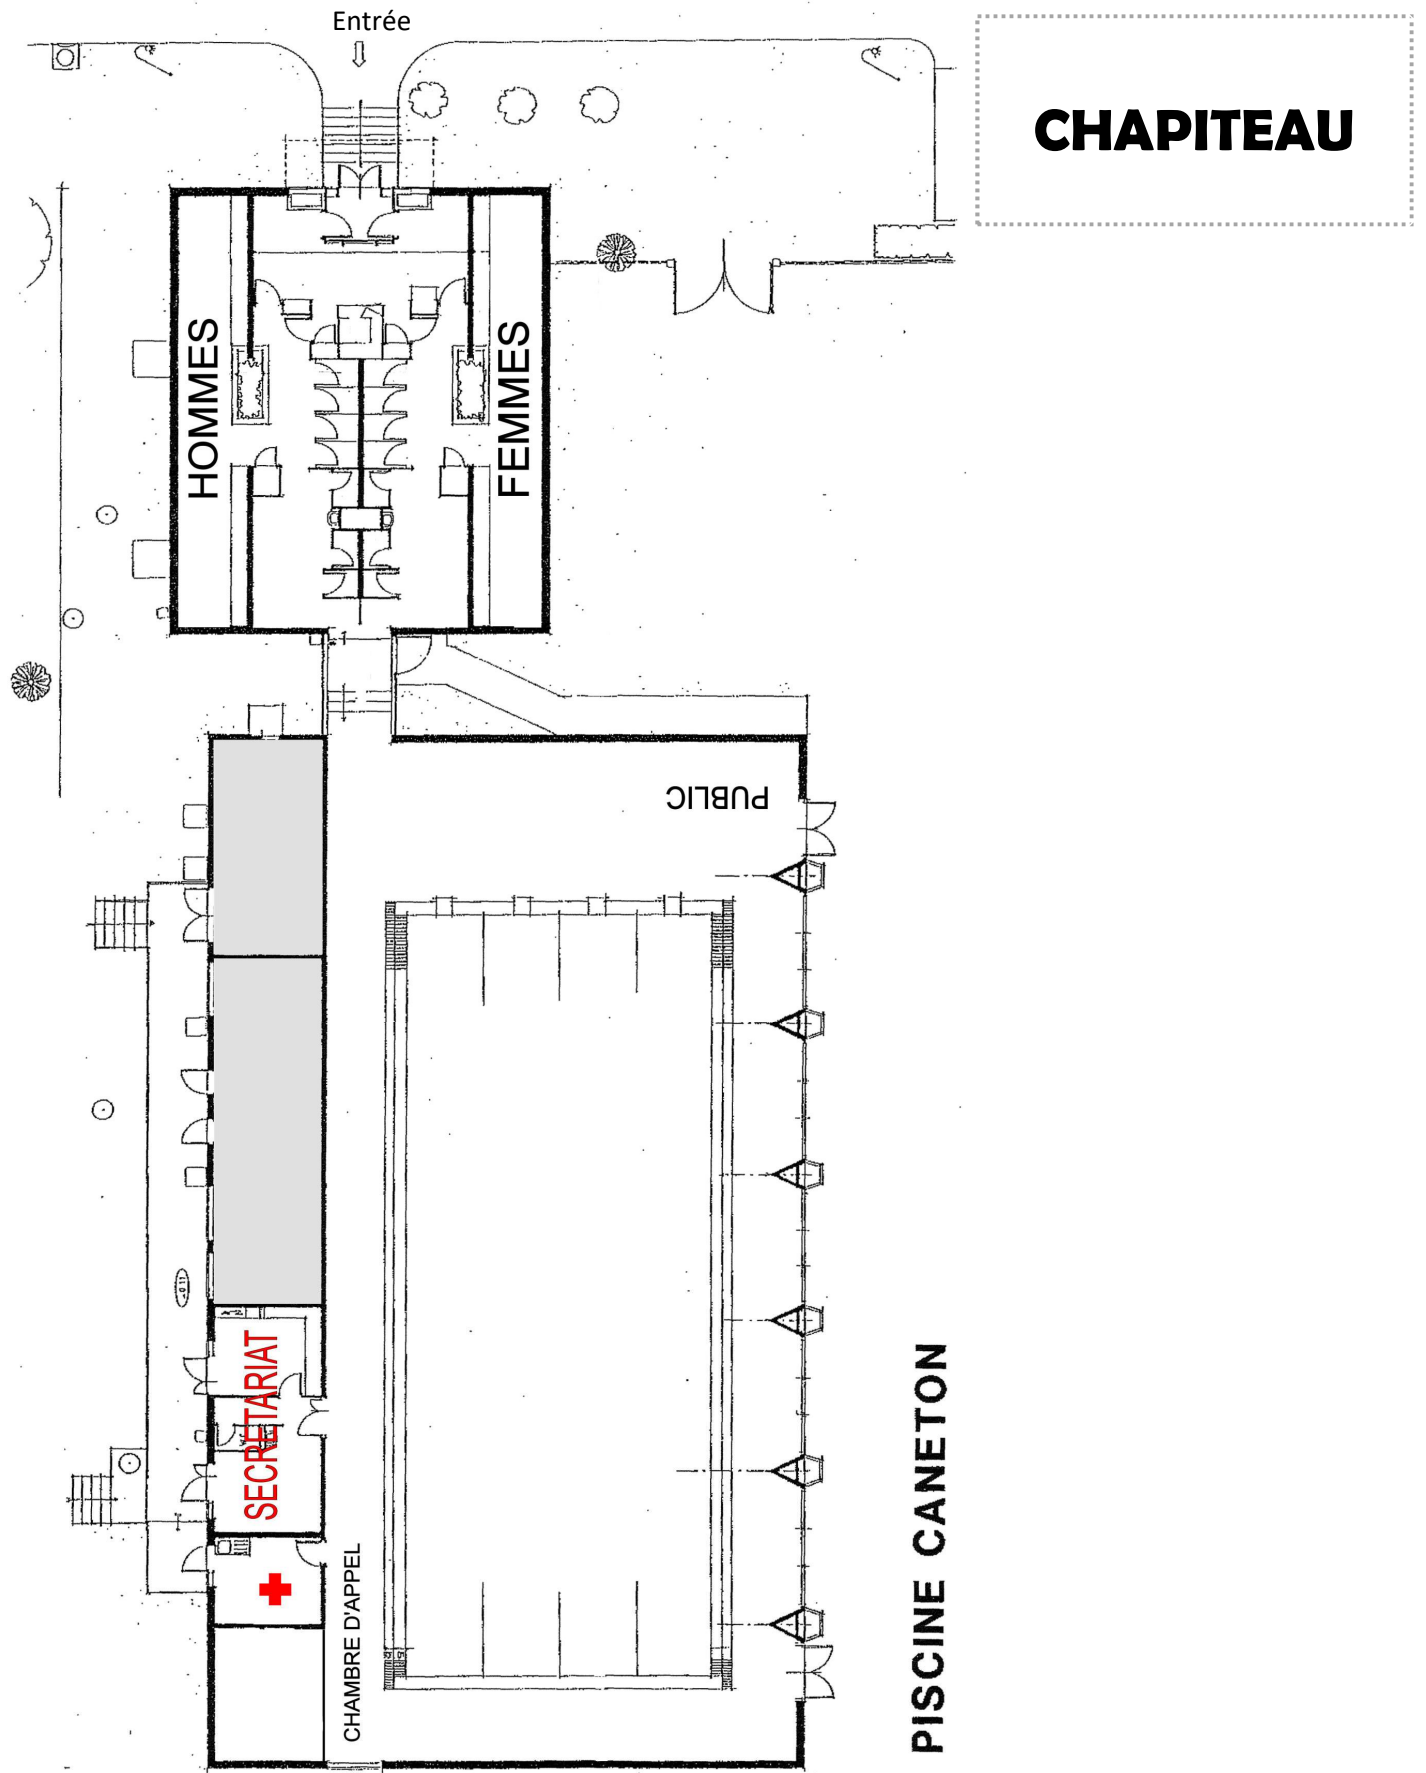 Entrée
CHAPITEAU
HOMMES
FEMMES
PUBLIC
SECRETARIAT
CHAMBRE D'APPEL
PISCINE CANETON